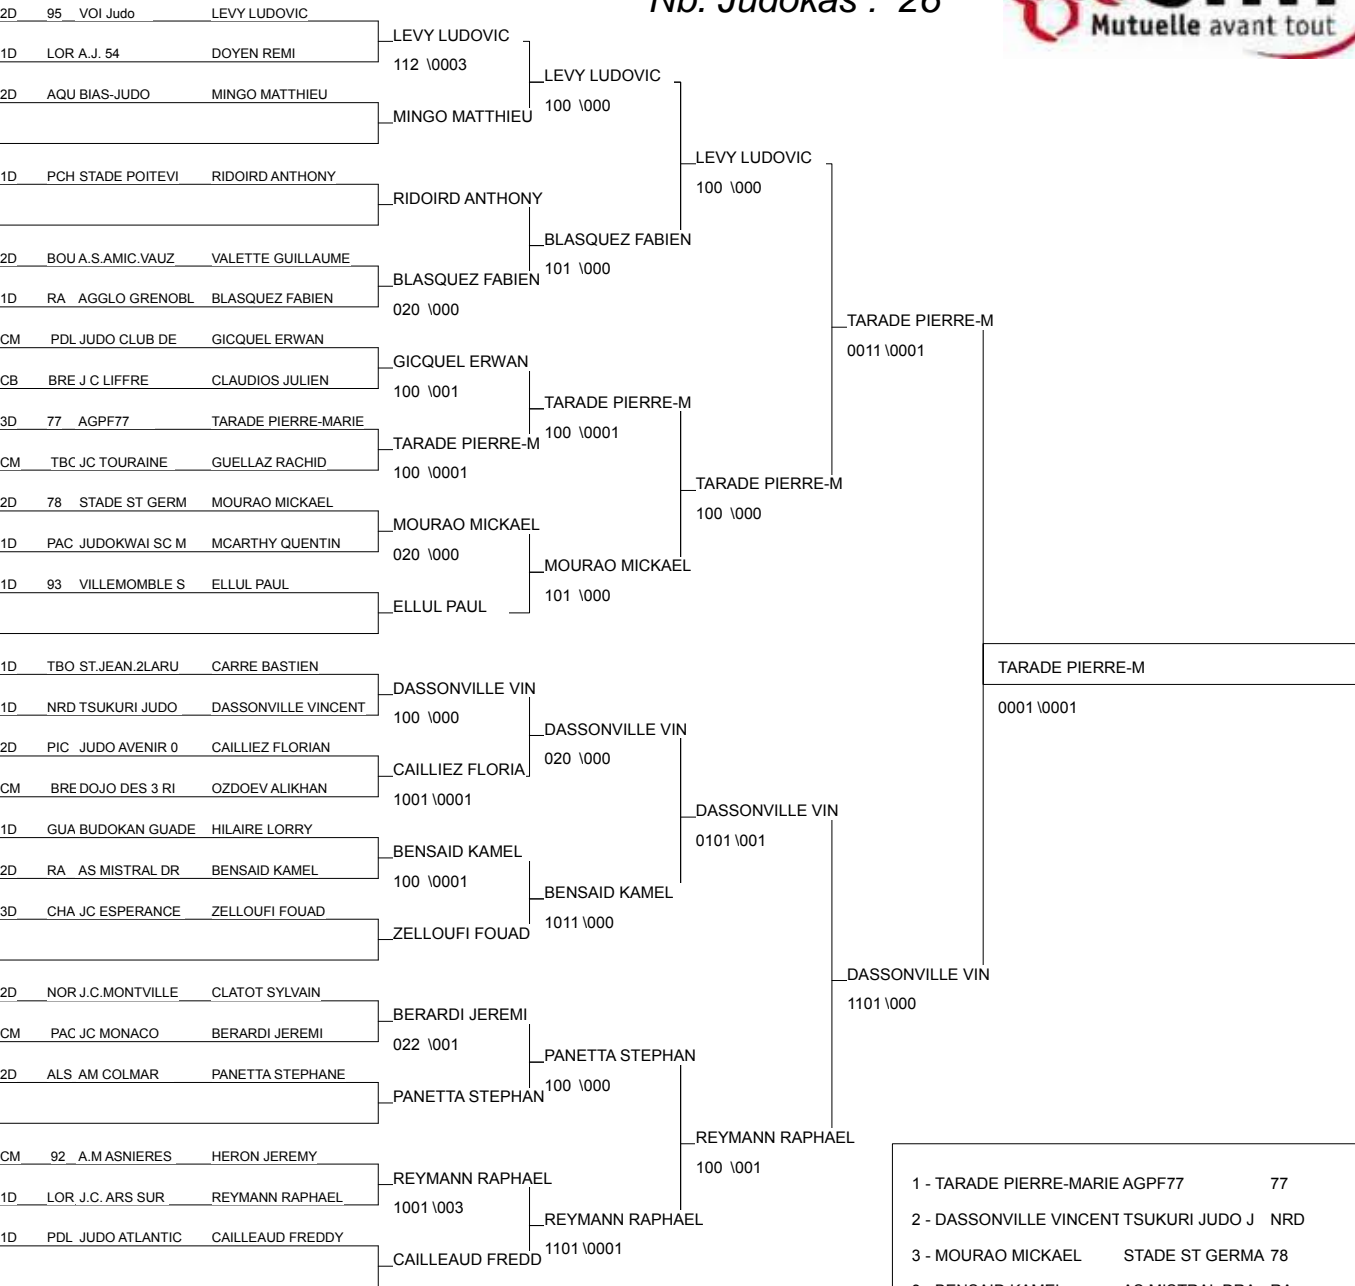 Nb. Judokas : 26
Mutuelle avant tout
2D 95 VOI Judo LEVY LUDOVIC
LEVY LUDOVIC
1D LOR A.J. 54 DOYEN REMI
112 \0003
LEVY LUDOVIC
2D AQU BIAS-JUDO MINGO MATTHIEU
100 \000
MINGO MATTHIEU
LEVY LUDOVIC
1D PCH STADE POITEVI RIDOIRD ANTHONY
100 \000
RIDOIRD ANTHONY
BLASQUEZ FABIEN
2D BOU A.S.AMIC.VAUZ VALETTE GUILLAUME
101 \000
BLASQUEZ FABIEN
1D RA AGGLO GRENOBL BLASQUEZ FABIEN
020 \000
TARADE PIERRE-M
CM PDL JUDO CLUB DE GICQUEL ERWAN
0011 \0001
GICQUEL ERWAN
CB BRE J C LIFFRE CLAUDIOS JULIEN
100 \001
TARADE PIERRE-M
3D 77 AGPF77 TARADE PIERRE-MARIE
100 \0001
TARADE PIERRE-M
CM TBO JC TOURAINE GUELLAZ RACHID
100 \0001
TARADE PIERRE-M
2D 78 STADE ST GERM MOURAO MICKAEL
100 \000
MOURAO MICKAEL
1D PAC JUDOKWAI SC M MCARTHY QUENTIN
020 \000
MOURAO MICKAEL
1D 93 VILLEMOMBLE S ELLUL PAUL
101 \000
ELLUL PAUL
1D TBO ST.JEAN.2LARU CARRE BASTIEN
TARADE PIERRE-M
DASSONVILLE VIN
1D NRD TSUKURI JUDO DASSONVILLE VINCENT
0001 \0001
100 \000
DASSONVILLE VIN
2D PIC JUDO AVENIR 0 CAILLIEZ FLORIAN
020 \000
CAILLIEZ FLORIA
CM BRE DOJO DES 3 RI OZDOEV ALIKHAN
1001 \0001
DASSONVILLE VIN
1D GUA BUDOKAN GUADE HILAIRE LORRY
0101 \001
BENSAID KAMEL
2D RA AS MISTRAL DR BENSAID KAMEL
100 \0001
BENSAID KAMEL
3D CHA JC ESPERANCE ZELLOUFI FOUAD
1011 \000
ZELLOUFI FOUAD
DASSONVILLE VIN
2D NOR J.C.MONTVILLE CLATOT SYLVAIN
1101 \000
BERARDI JEREMI
CM PAC JC MONACO BERARDI JEREMI
022 \001
PANETTA STEPHAN
2D ALS AM COLMAR PANETTA STEPHANE
100 \000
PANETTA STEPHAN
REYMANN RAPHAEL
CM 92 A.M ASNIERES HERON JEREMY
100 \001
REYMANN RAPHAEL
1D LOR J.C. ARS SUR REYMANN RAPHAEL
1001 \003
REYMANN RAPHAEL
1D PDL JUDO ATLANTIC CAILLEAUD FREDDY
1101 \0001
CAILLEAUD FREDD
1 - TARADE PIERRE-MARIE AGPF77 77
2 - DASSONVILLE VINCENT TSUKURI JUDO J NRD
3 - MOURAO MICKAEL STADE ST GERMA 78